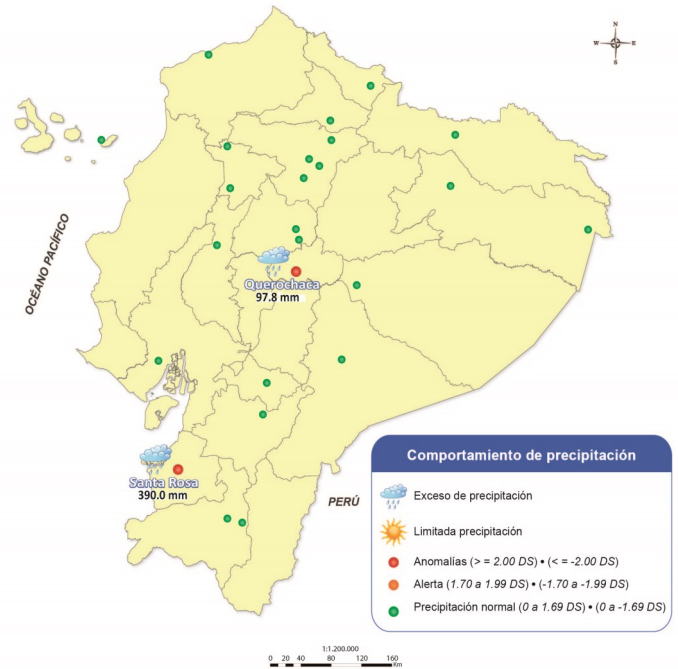 N
W E
S
OCÉANO PACÍFICO
Querochaca
97.8 mm
Santa Rosa
390.0 mm
PERÚ
Comportamiento de precipitación
Exceso de precipitación
Limitada precipitación
Anomalías (> = 2.00 DS) • (< = -2.00 DS)
Alerta (1.70 a 1.99 DS) • (-1.70 a -1.99 DS)
Precipitación normal (0 a 1.69 DS) • (0 a -1.69 DS)
1:1.200.000
0 20 40 80 120 160
Km